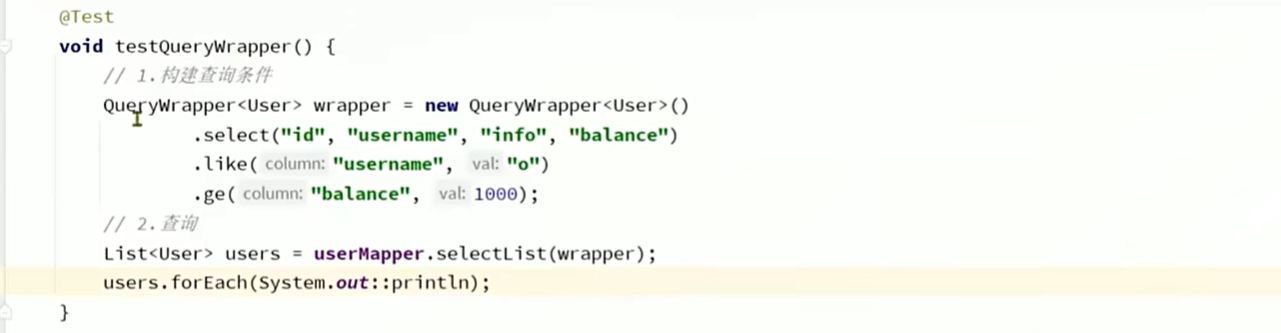 @Test
void testQueryWrapper() {
// 1.构建查询条件
QueryWrapper<User> wrapper = new QueryWrapper<User>()
.select("id", "username", "info", "balance")
.like( column: "username", val: "o")
.ge( column: "balance", val: 1000);
// 2.查询
List<User> users = userMapper.selectList(wrapper);
users.forEach(System.out::println);
}